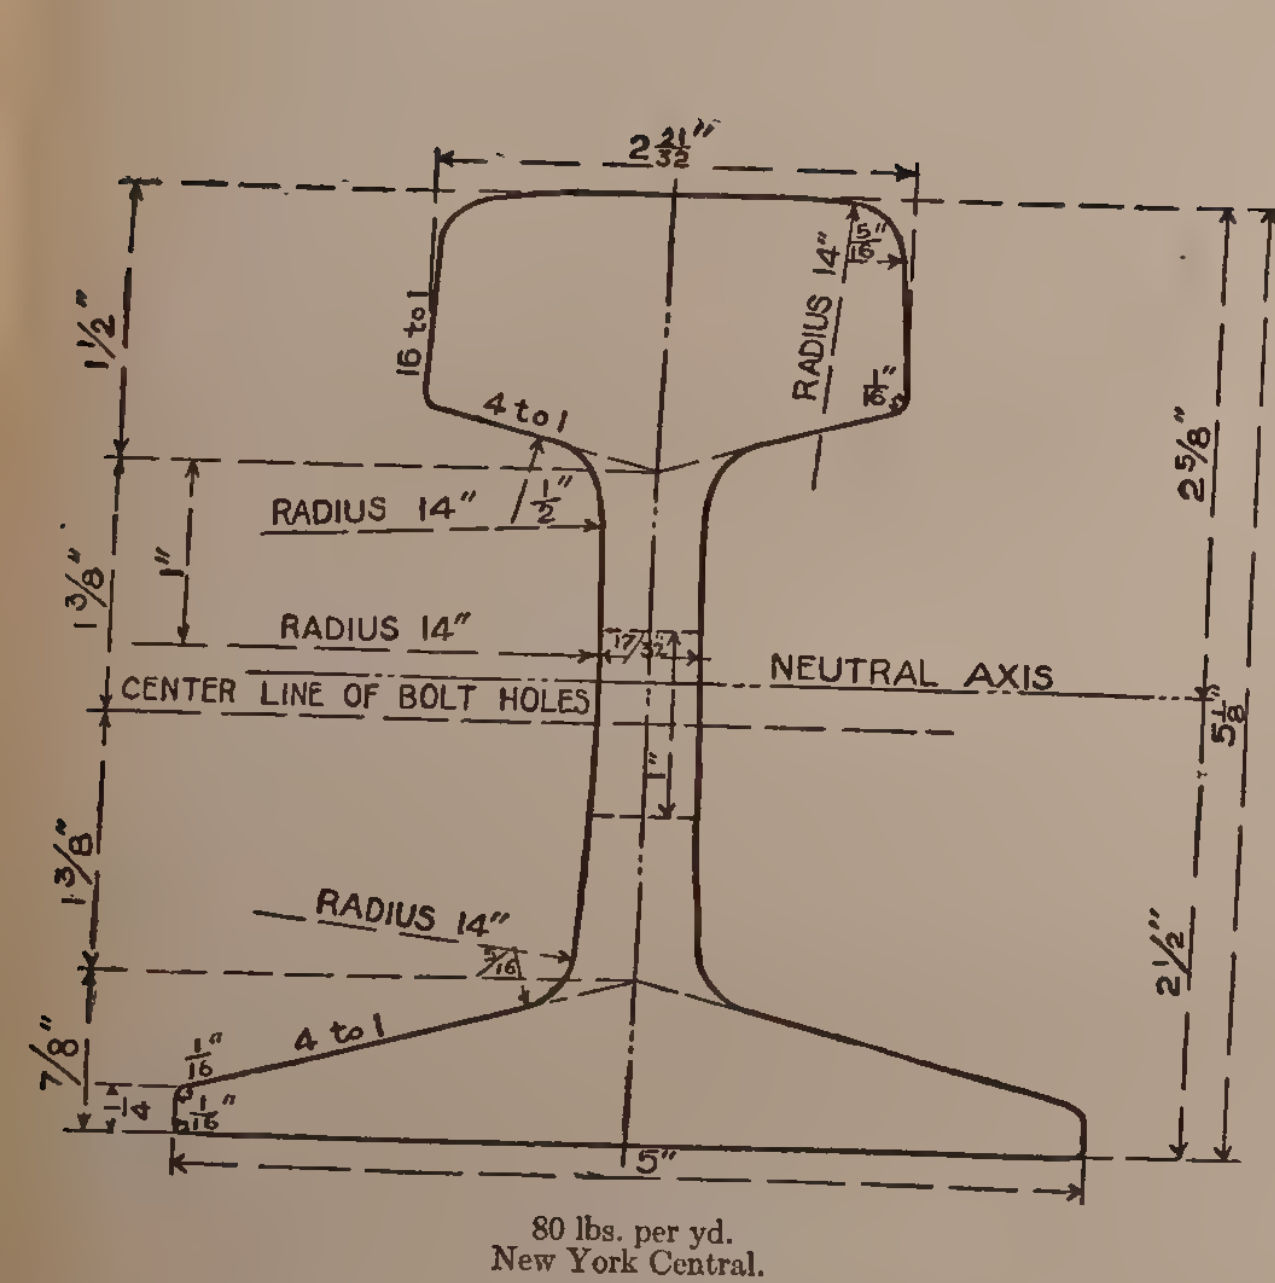 2 21/32"
1 1/2"
16 to 1
RADIUS 14"
5/16"
1/16"
4 to 1
2 5/8"
RADIUS 14"
1/2"
1 3/8"
1"
RADIUS 14"
17/32"
NEUTRAL AXIS
CENTER LINE OF BOLT HOLES
5 1/8"
1"
1 3/8"
RADIUS 14"
5/16
2 1/2"
7/8"
4 to 1
1/16"
1/4
1/16"
5"
80 lbs. per yd.
New York Central.